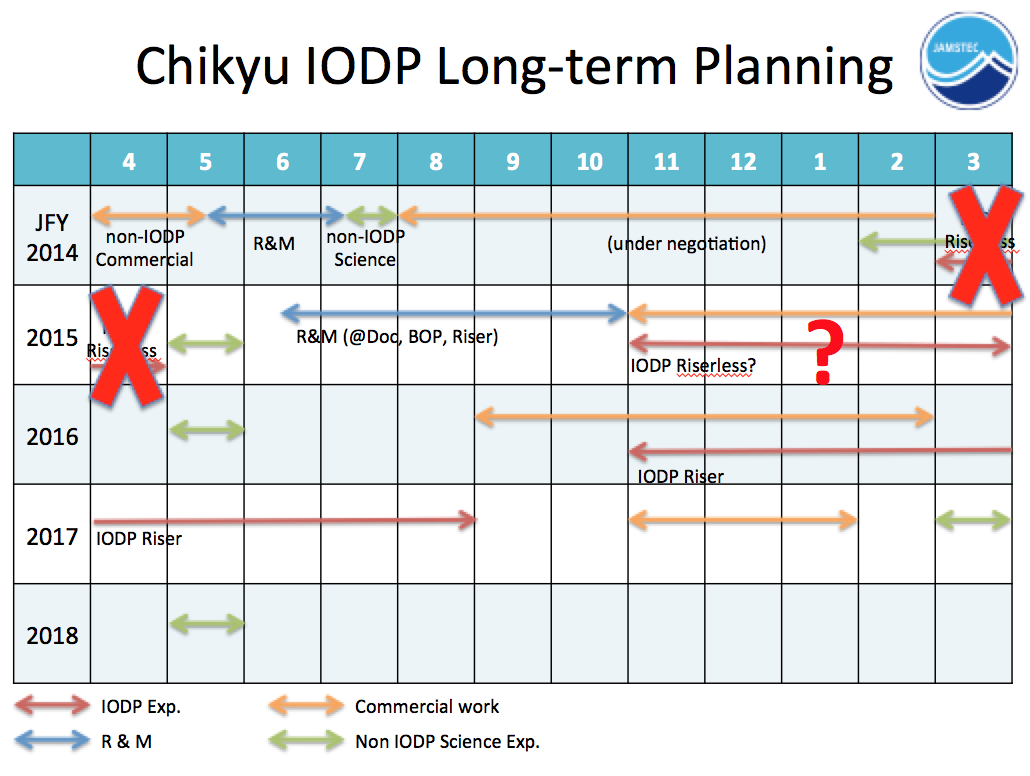 Chikyu IODP Long-term Planning
JAMSTEC
4 5 6 7 8 9 10 11 12 1 2 3
JFY
2014
non-IODP
Commercial
R&M
non-IODP
Science
(under negotiation)
2015
R&M (@Doc, BOP, Riser)
IODP Riserless?
?
2016
IODP Riser
2017
IODP Riser
2018
IODP Exp.
Commercial work
R & M
Non IODP Science Exp.